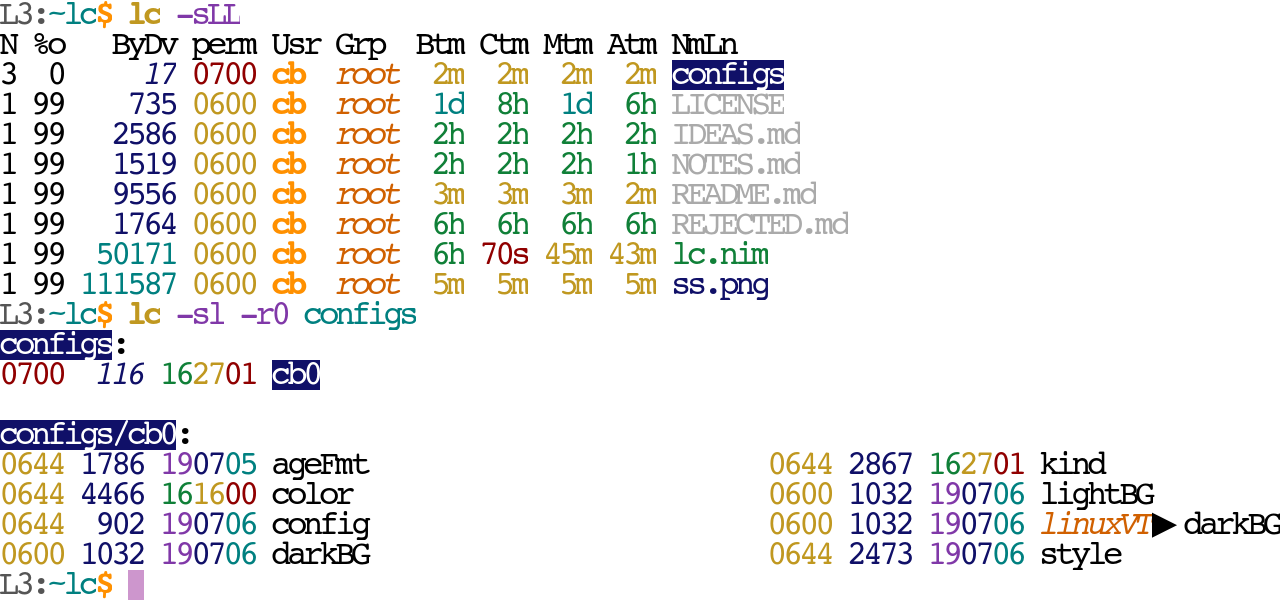 L3:~lc$ lc -sLL
N %o   ByDv perm Usr Grp  Btm Ctm Mtm Atm NmLn
3  0     17 0700 cb  root  2m  2m  2m  2m configs
1 99    735 0600 cb  root  1d  8h  1d  6h LICENSE
1 99   2586 0600 cb  root  2h  2h  2h  2h IDEAS.md
1 99   1519 0600 cb  root  2h  2h  2h  1h NOTES.md
1 99   9556 0600 cb  root  3m  3m  3m  2m README.md
1 99   1764 0600 cb  root  6h  6h  6h  6h REJECTED.md
1 99  50171 0600 cb  root  6h 70s 45m 43m lc.nim
1 99 111587 0600 cb  root  5m  5m  5m  5m ss.png
L3:~lc$ lc -sl -r0 configs
configs:
0700  116 162701 cb0
configs/cb0:
0644 1786 190705 ageFmt                         0644 2867 162701 kind
0644 4466 161600 color                          0600 1032 190706 lightBG
0644  902 190706 config                         0600 1032 190706 linuxVT▶darkBG
0600 1032 190706 darkBG                         0644 2473 190706 style
L3:~lc$